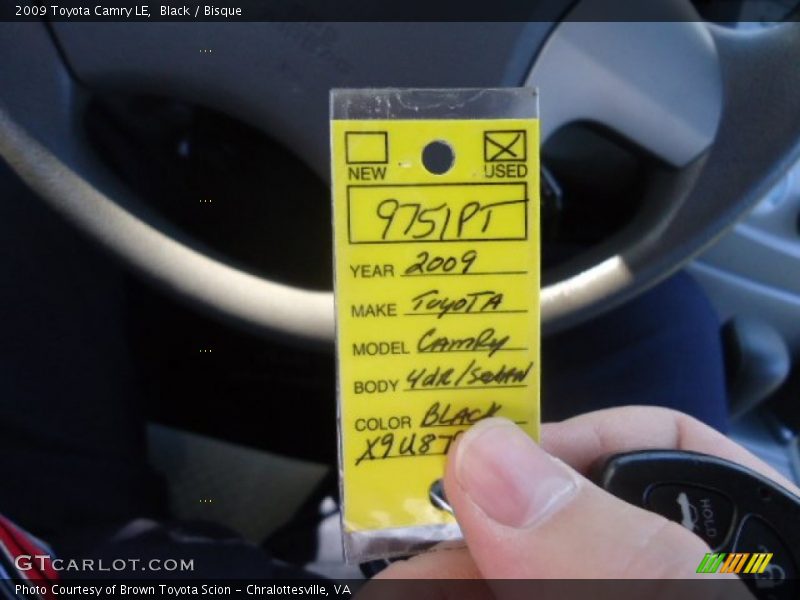 2009 Toyota Camry LE, Black / Bisque
NEW USED
9751PT
YEAR 2009
MAKE TOYOTA
MODEL CAMRY
BODY 4dR/SEDAN
COLOR BLACK
HOLD
GTCARLOT.COM
Photo Courtesy of Brown Toyota Scion - Chralottesville, VA